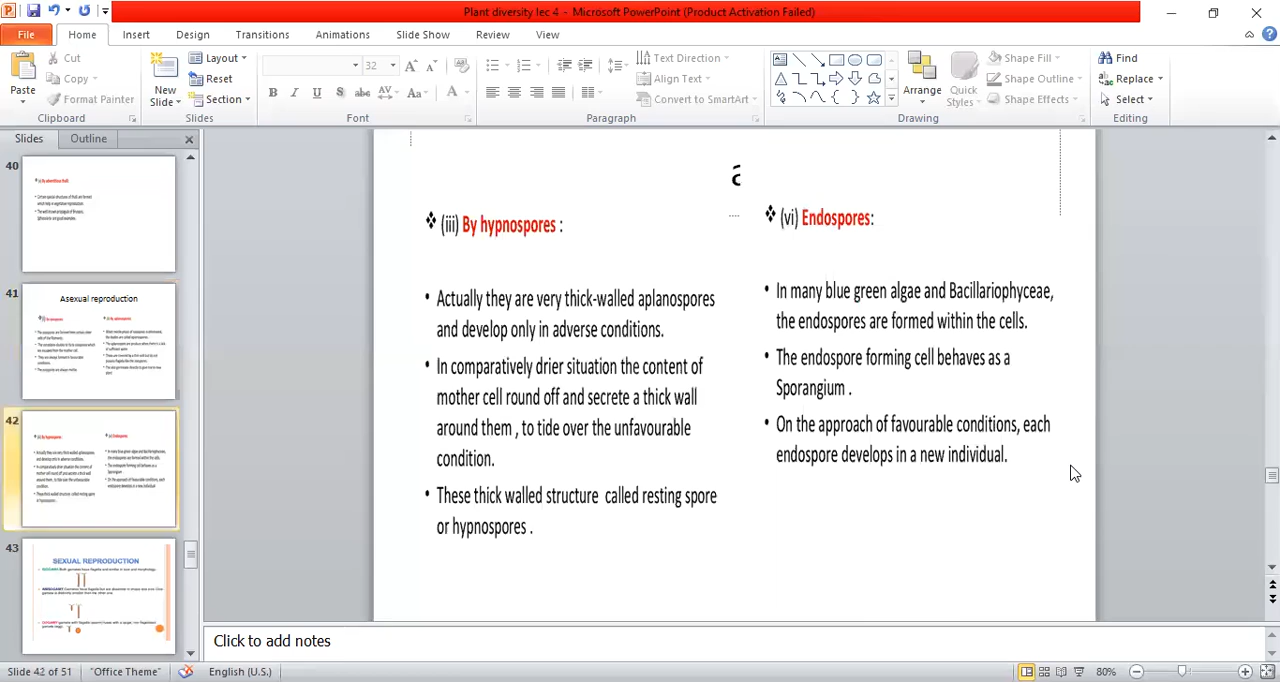 Plant diversity lec 4 - Microsoft PowerPoint (Product Activation Failed)
File Home Insert Design Transitions Animations Slide Show Review View
Paste
Cut
Copy
Format Painter
Clipboard
New
Slide
Layout
Reset
Section
Slides
32
Font
Text Direction
Align Text
Convert to SmartArt
Paragraph
Arrange
Quick
Styles
Shape Fill
Shape Outline
Shape Effects
Drawing
Find
Replace
Select
Editing
Slides Outline
40
41
Asexual reproduction
42
43
SEXUAL REPRODUCTION
a
(iii) By hypnospores :
• Actually they are very thick-walled aplanospores
and develop only in adverse conditions.
• In comparatively drier situation the content of
mother cell round off and secrete a thick wall
around them , to tide over the unfavourable
condition.
• These thick walled structure called resting spore
or hypnospores .
(vi) Endospores:
• In many blue green algae and Bacillariophyceae,
the endospores are formed within the cells.
• The endospore forming cell behaves as a
Sporangium .
• On the approach of favourable conditions, each
endospore develops in a new individual.
Click to add notes
Slide 42 of 51 "Office Theme" English (U.S.) 80%